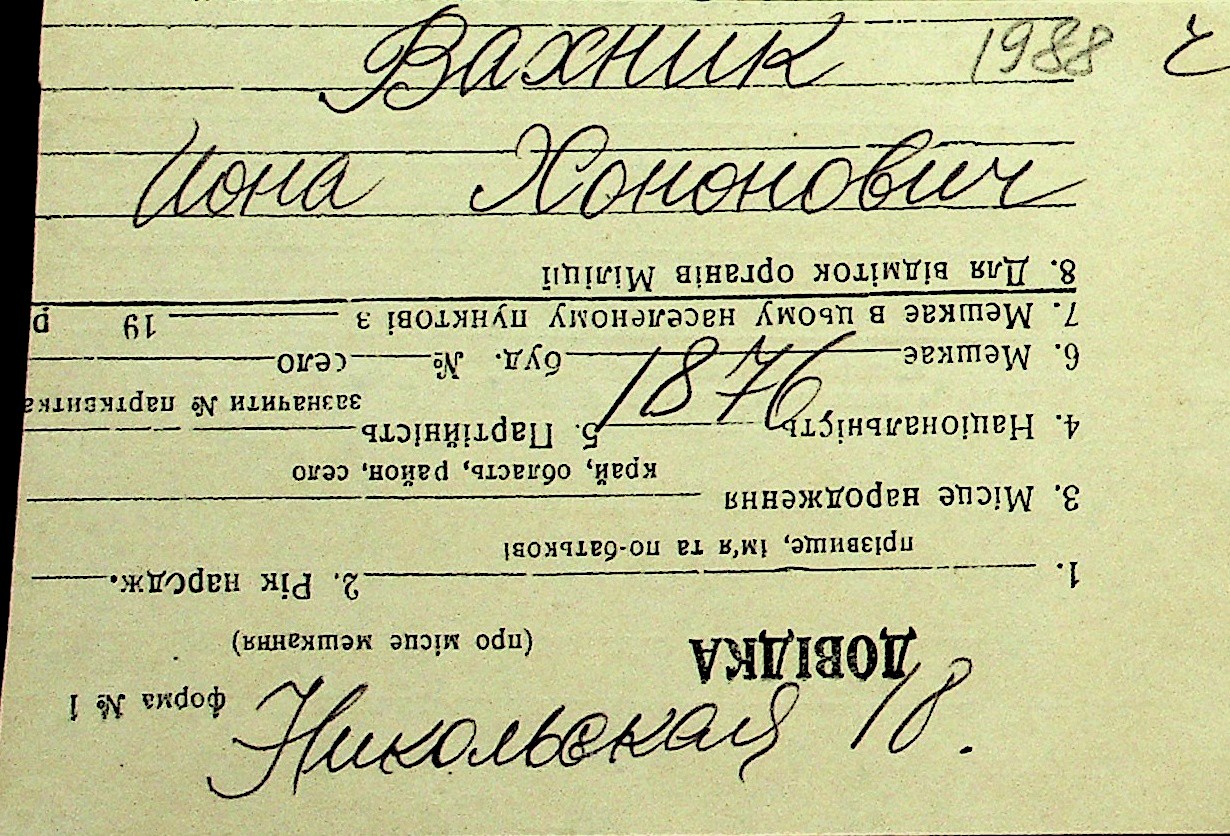 Вахник 1988 г
Иона Хононович
1876
Никольская 18.
форма № 1
ДОВІДКА
(про місце мешкання)
1. 2. Рік народж.
прізвище, ім'я та по-батькові
3. Місце народження
край, область, район, село
4. Національність 5. Партійність
зазначити № партквитка
6. Мешкає буд. № село
7. Мешкає в цьому населеному пунктові з 19 р
8. Для відміток органів Міліції